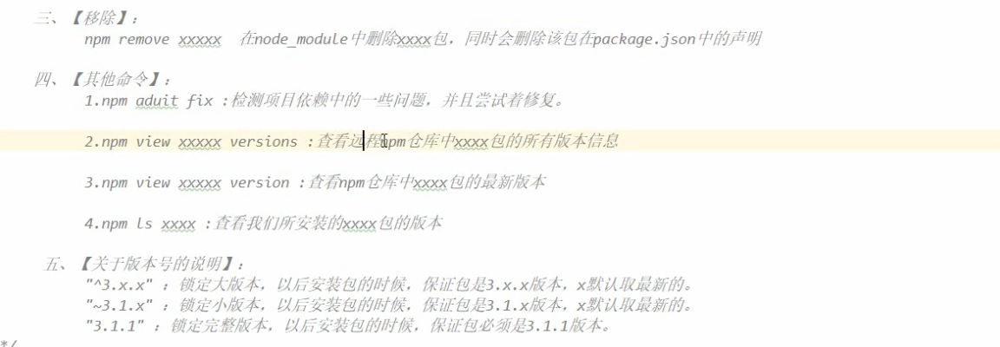 三、【移除】：
npm remove xxxxx 在node_module中删除xxxx包，同时会删除该包在package.json中的声明
四、【其他命令】：
1.npm aduit fix :检测项目依赖中的一些问题，并且尝试着修复。
2.npm view xxxxx versions :查看远程npm仓库中xxxx包的所有版本信息
3.npm view xxxxx version :查看npm仓库中xxxx包的最新版本
4.npm ls xxxx :查看我们所安装的xxxx包的版本
五、【关于版本号的说明】：
"^3.x.x" ：锁定大版本，以后安装包的时候，保证包是3.x.x版本，x默认取最新的。
"~3.1.x" ：锁定小版本，以后安装包的时候，保证包是3.1.x版本，x默认取最新的。
"3.1.1" ：锁定完整版本，以后安装包的时候，保证包必须是3.1.1版本。
*/